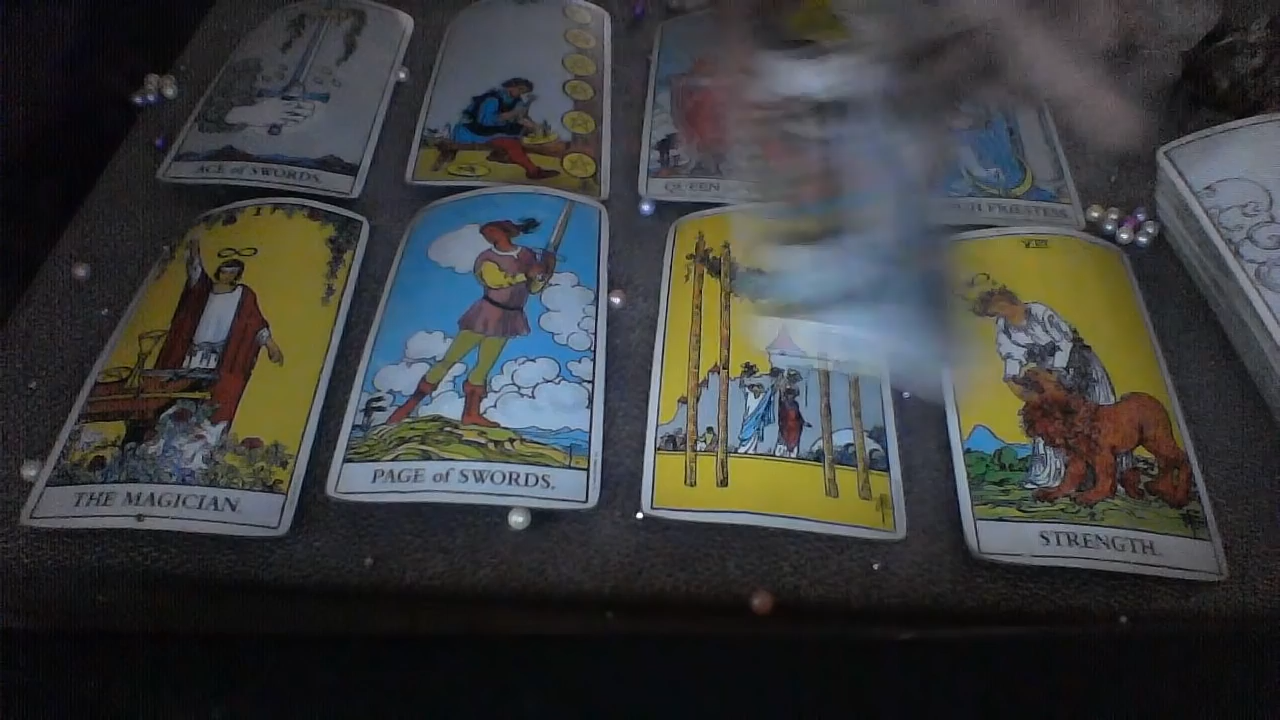 ACE of SWORDS.
QUEEN
H PRIESTESS
I
VIII
THE MAGICIAN.
PAGE of SWORDS.
STRENGTH.